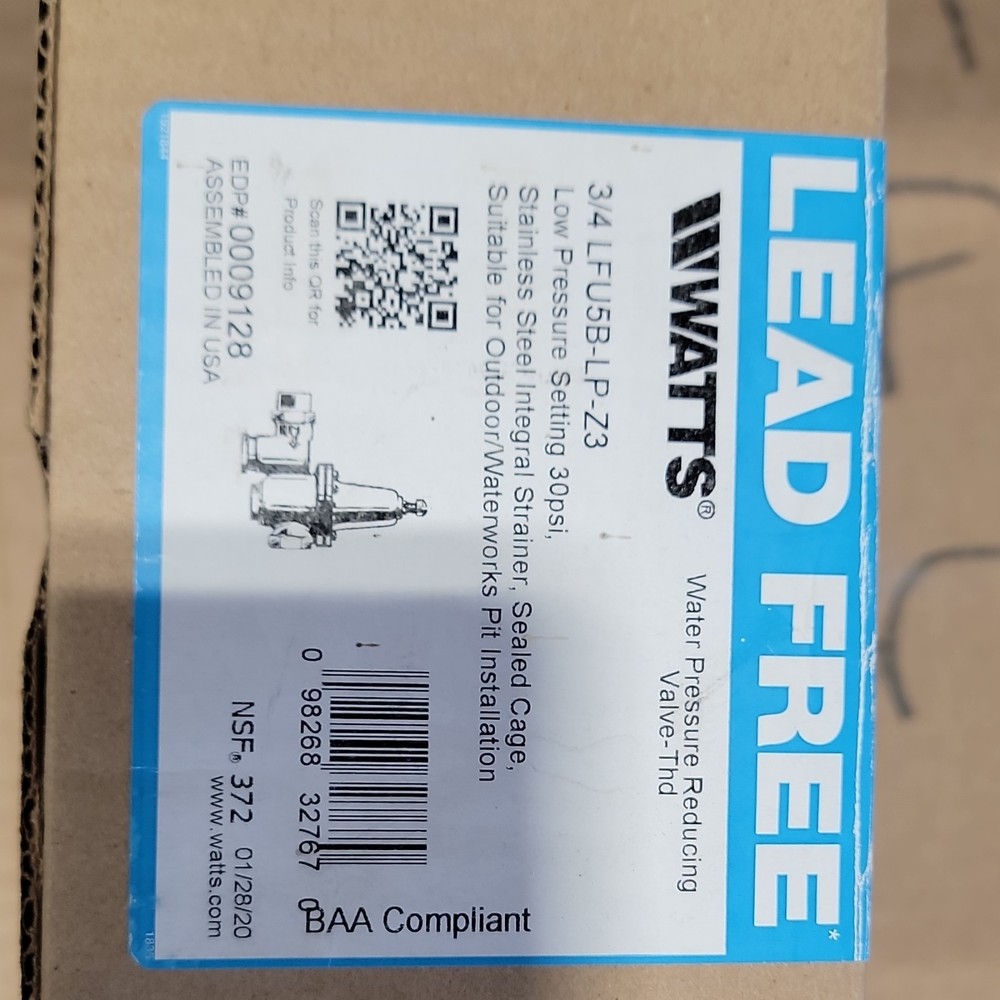 LEAD FREE*
WATTS®
Water Pressure Reducing
Valve-Thd
3/4 LFU5B-LP-Z3
Low Pressure Setting 30psi,
Stainless Steel Integral Strainer, Sealed Cage,
Suitable for Outdoor/Waterworks Pit Installation
Scan this QR for
Product info
EDP# 0009128
ASSEMBLED IN USA
0 98268 32767 0
BAA Compliant
NSF® 372 01/28/20
www.watts.com